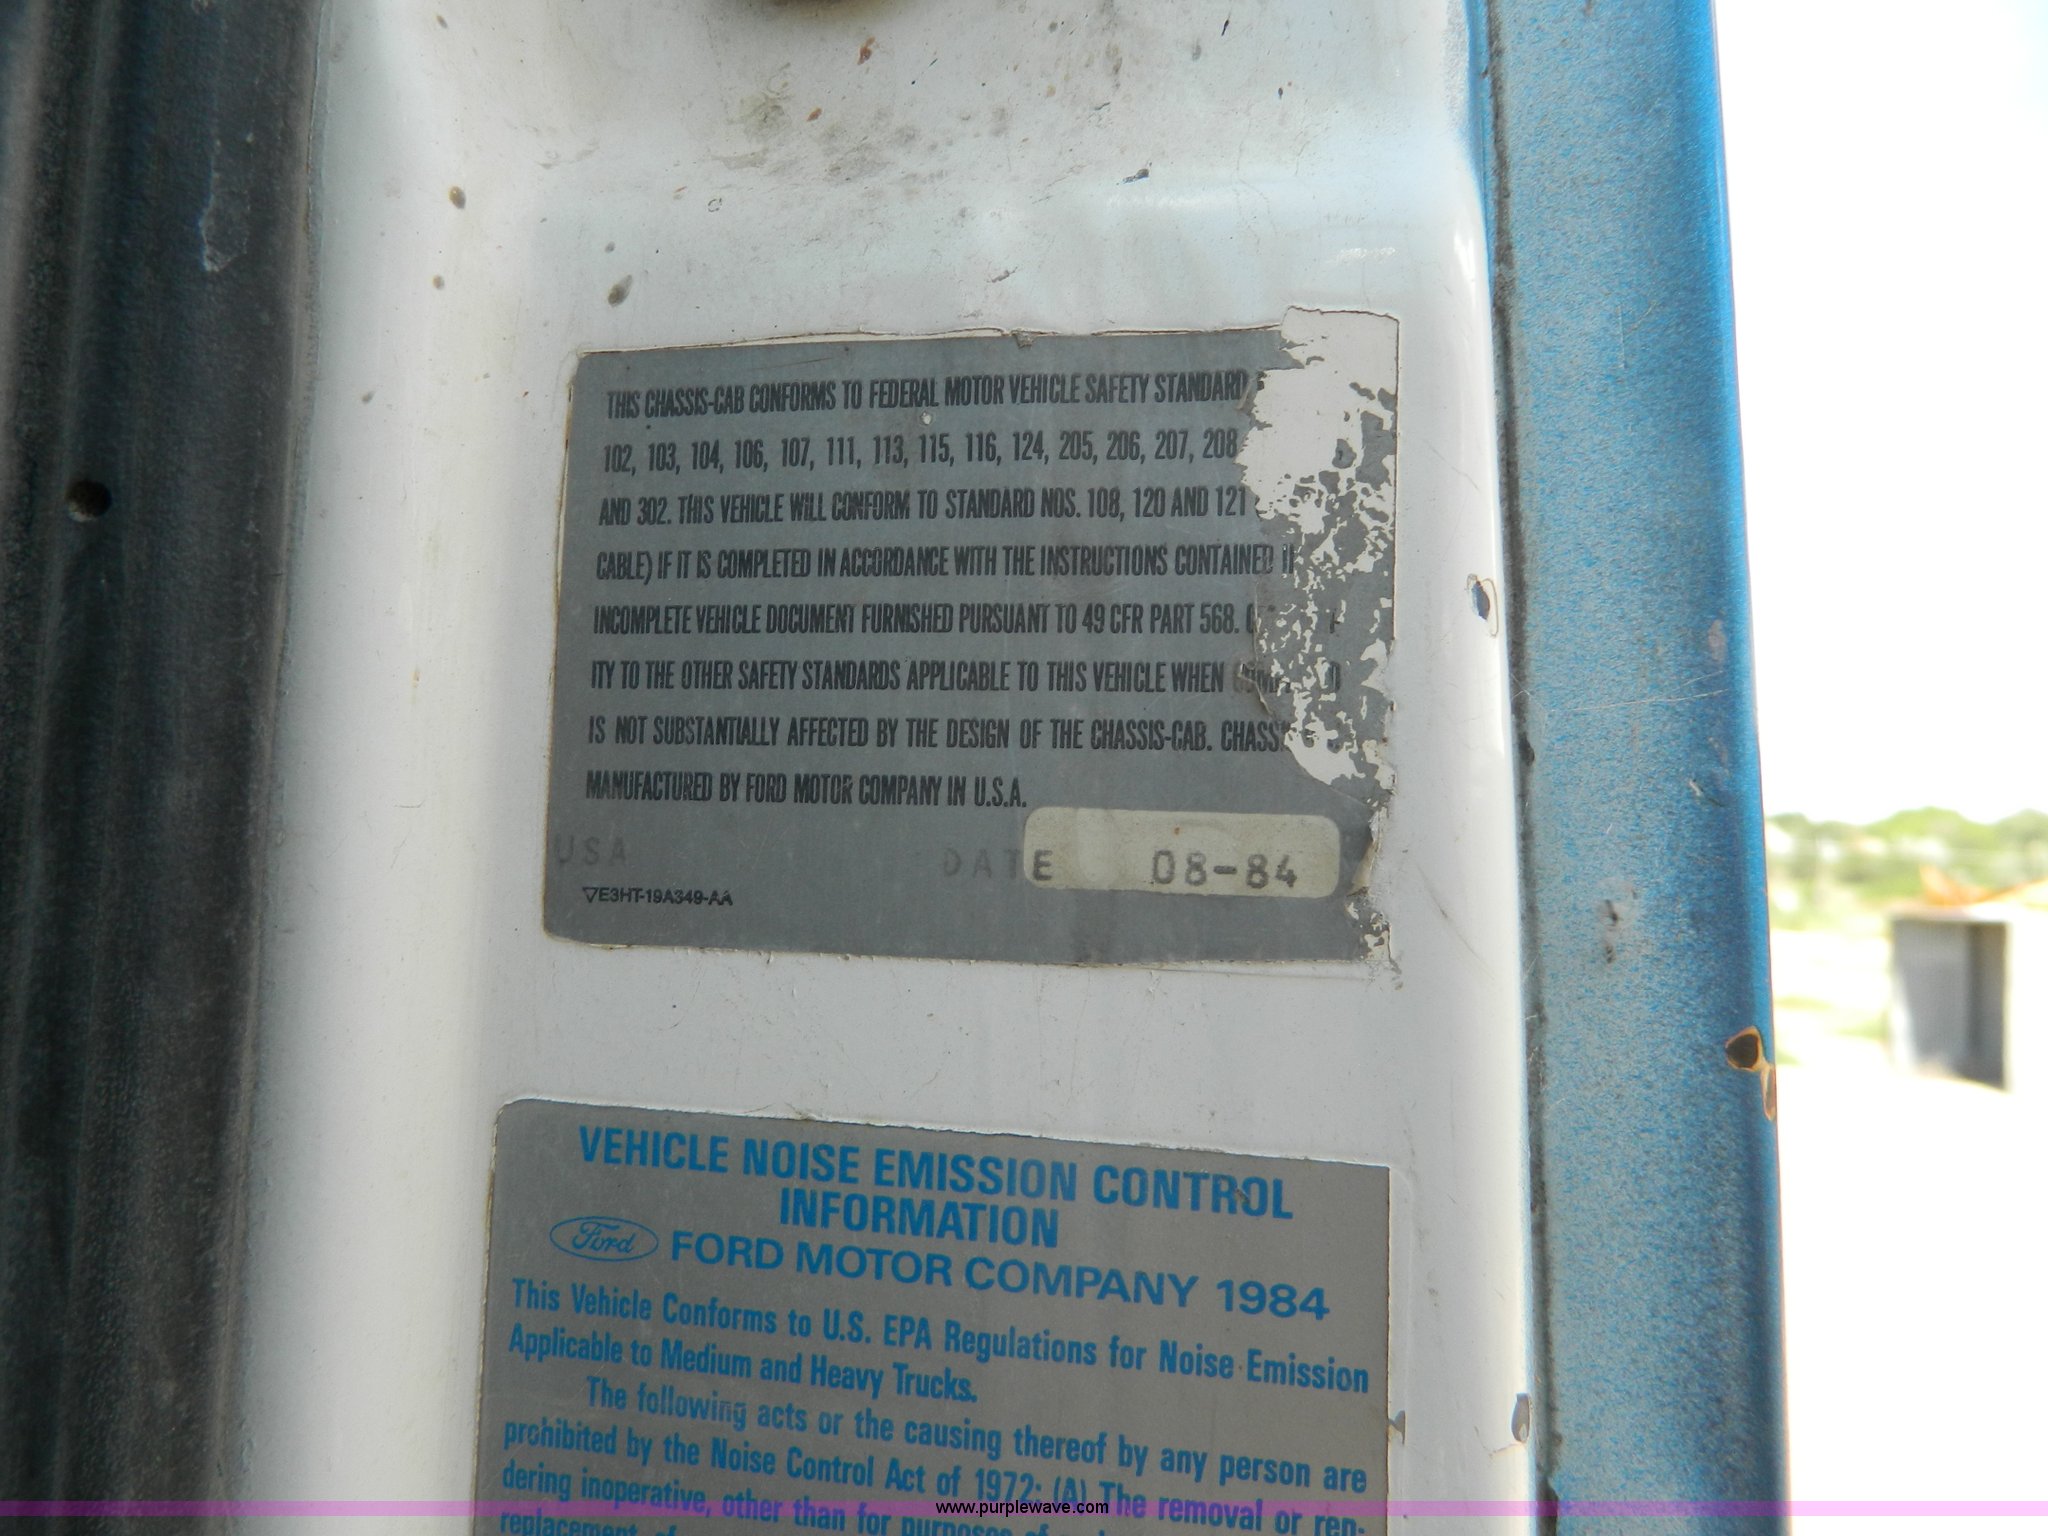 THIS CHASSIS-CAB CONFORMS TO FEDERAL MOTOR VEHICLE SAFETY STANDARD
102, 103, 104, 106, 107, 111, 113, 115, 116, 124, 205, 206, 207, 208
AND 302. THIS VEHICLE WILL CONFORM TO STANDARD NOS. 108, 120 AND 121
CABLE) IF IT IS COMPLETED IN ACCORDANCE WITH THE INSTRUCTIONS CONTAINED
INCOMPLETE VEHICLE DOCUMENT FURNISHED PURSUANT TO 49 CFR PART 568.
ITY TO THE OTHER SAFETY STANDARDS APPLICABLE TO THIS VEHICLE WHEN
IS NOT SUBSTANTIALLY AFFECTED BY THE DESIGN OF THE CHASSIS-CAB.
MANUFACTURED BY FORD MOTOR COMPANY IN U.S.A.
USA DATE 08-84
▽E3HT-19A349-AA
VEHICLE NOISE EMISSION CONTROL
INFORMATION
Ford FORD MOTOR COMPANY 1984
This Vehicle Conforms to U.S. EPA Regulations for Noise Emission
Applicable to Medium and Heavy Trucks.
The following acts or the causing thereof by any person are
prohibited by the Noise Control Act of 1972: (A) The removal or ren-
dering inoperative, other than for purposes of
replacement,
www.purplewave.com